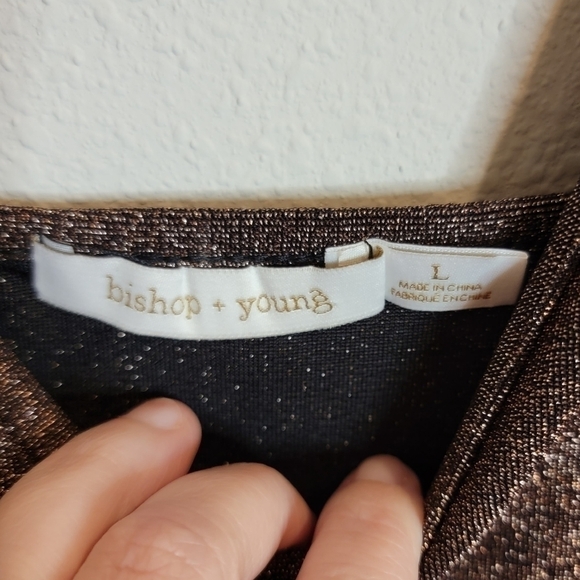 bishop + young
L
MADE IN CHINA
FABRIQUÉ EN CHINE